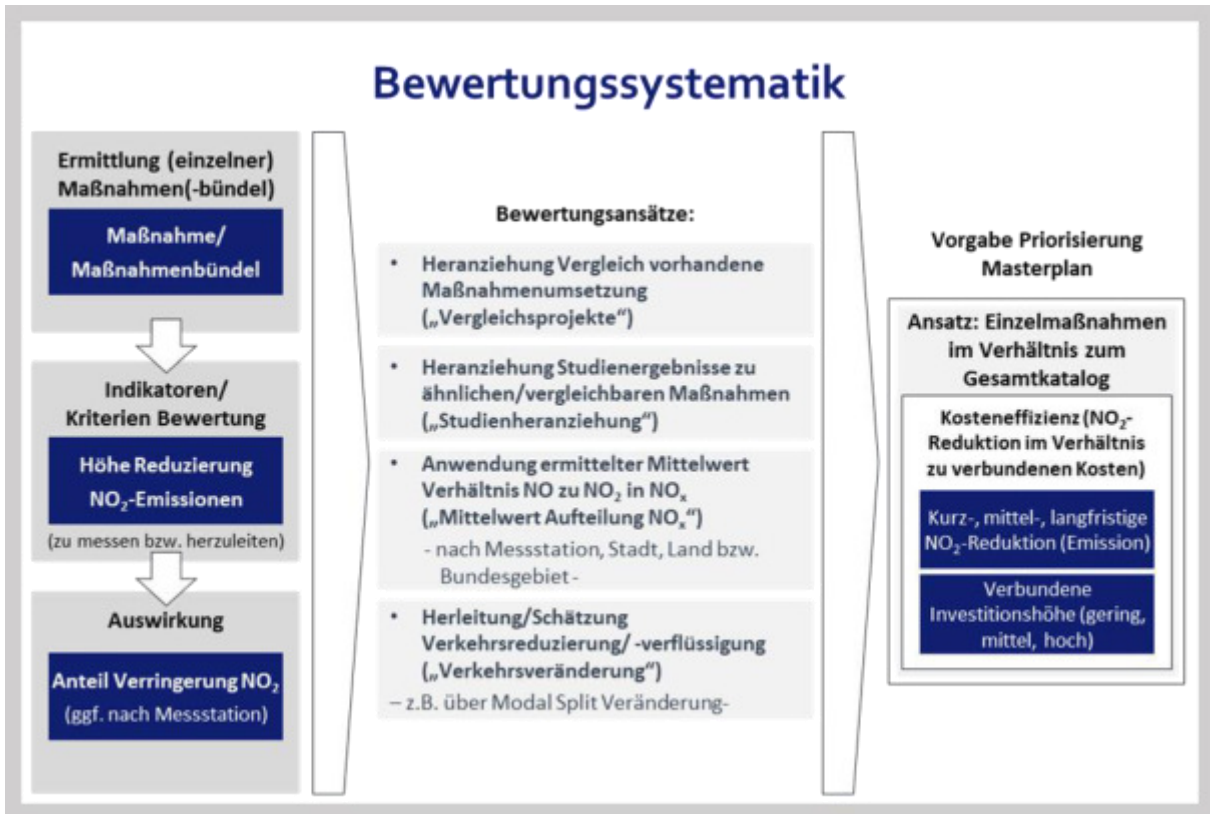 Bewertungssystematik
Ermittlung (einzelner)
Maßnahmen(-bündel)
Maßnahme/
Maßnahmenbündel
Indikatoren/
Kriterien Bewertung
Höhe Reduzierung
NO₂-Emissionen
(zu messen bzw. herzuleiten)
Auswirkung
Anteil Verringerung NO₂
(ggf. nach Messstation)
Bewertungsansätze:
• Heranziehung Vergleich vorhandene
Maßnahmenumsetzung
(„Vergleichsprojekte“)
• Heranziehung Studienergebnisse zu
ähnlichen/vergleichbaren Maßnahmen
(„Studienheranziehung“)
• Anwendung ermittelter Mittelwert
Verhältnis NO zu NO₂ in NOₓ
(„Mittelwert Aufteilung NOₓ“)
- nach Messstation, Stadt, Land bzw.
Bundesgebiet-
• Herleitung/Schätzung
Verkehrsreduzierung/ -verflüssigung
(„Verkehrsveränderung“)
– z.B. über Modal Split Veränderung-
Vorgabe Priorisierung
Masterplan
Ansatz: Einzelmaßnahmen
im Verhältnis zum
Gesamtkatalog
Kosteneffizienz (NO₂-
Reduktion im Verhältnis
zu verbundenen Kosten)
Kurz-, mittel-, langfristige
NO₂-Reduktion (Emission)
Verbundene
Investitionshöhe (gering,
mittel, hoch)